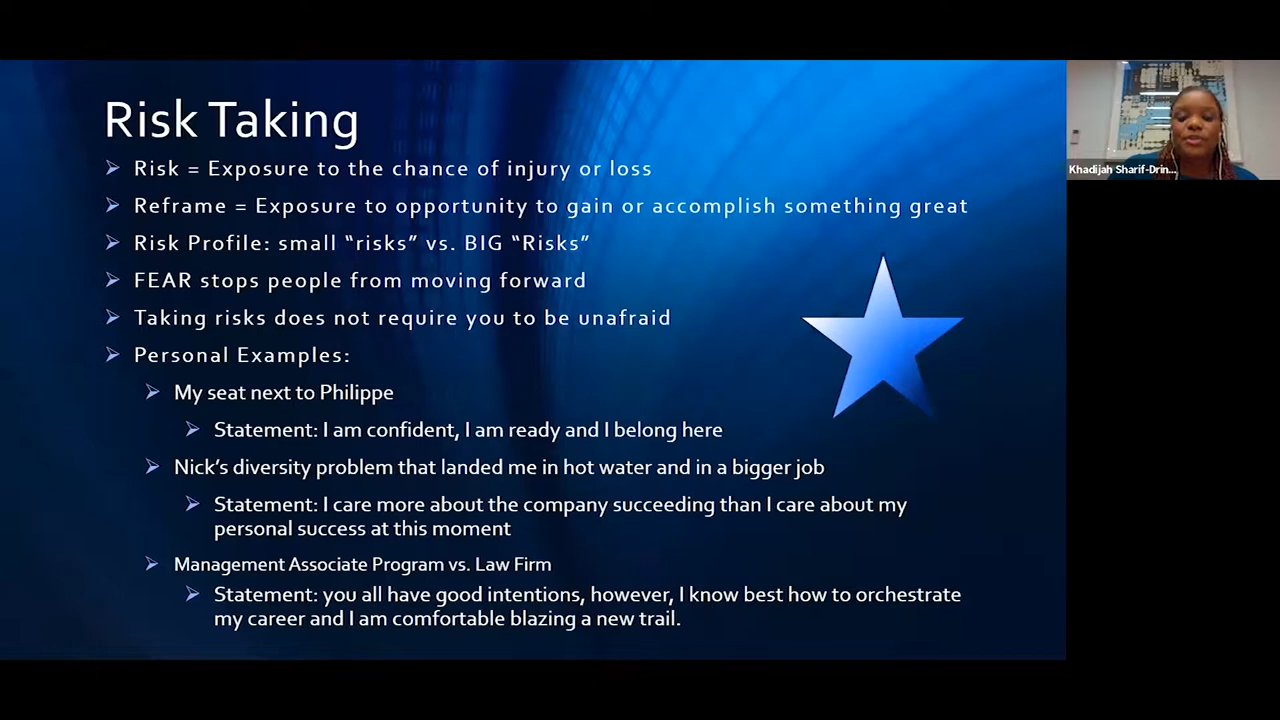 Risk Taking
Risk = Exposure to the chance of injury or loss
Reframe = Exposure to opportunity to gain or accomplish something great
Risk Profile: small “risks” vs. BIG “Risks”
FEAR stops people from moving forward
Taking risks does not require you to be unafraid
Personal Examples:
My seat next to Philippe
Statement: I am confident, I am ready and I belong here
Nick’s diversity problem that landed me in hot water and in a bigger job
Statement: I care more about the company succeeding than I care about my
personal success at this moment
Management Associate Program vs. Law Firm
Statement: you all have good intentions, however, I know best how to orchestrate
my career and I am comfortable blazing a new trail.
Khadijah Sharif-Drin...